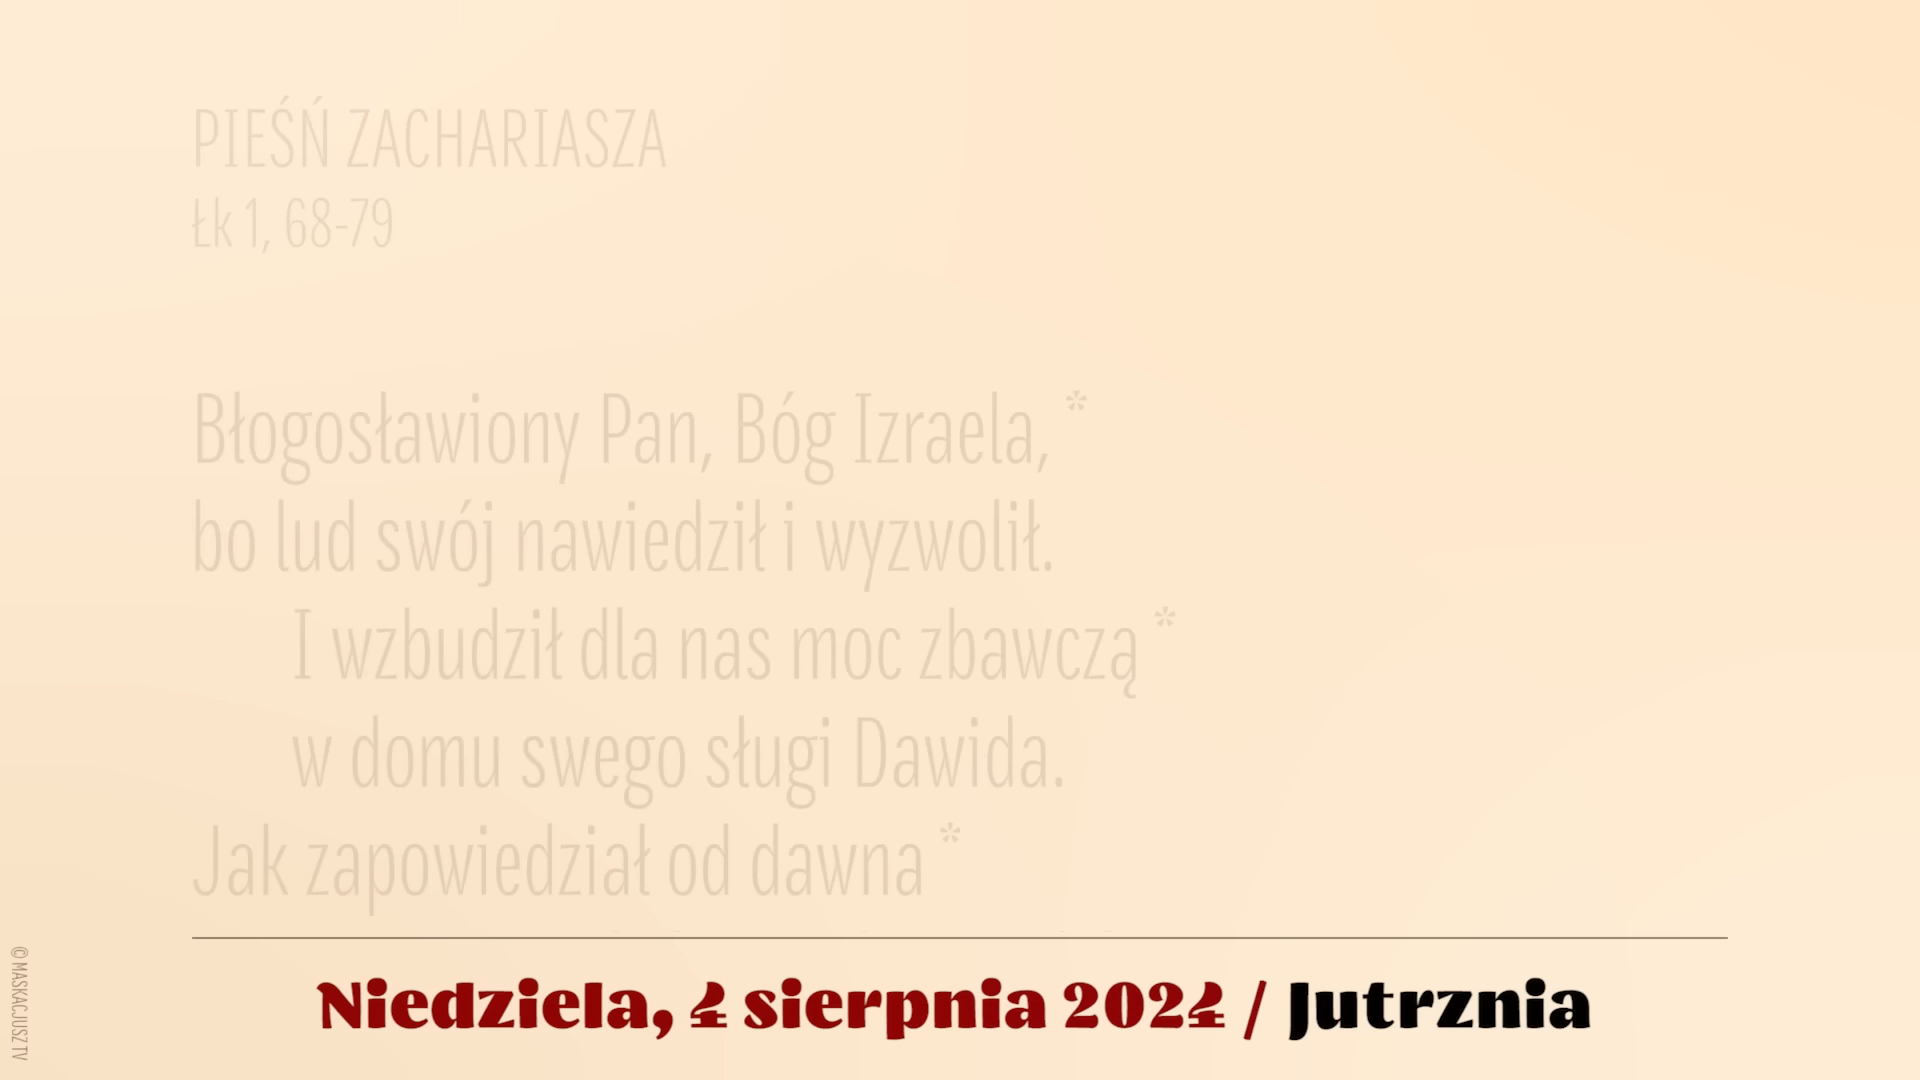 PIEŚŃ ZACHARIASZA
Łk 1, 68-79
Błogosławiony Pan, Bóg Izraela, *
bo lud swój nawiedził i wyzwolił.
I wzbudził dla nas moc zbawczą *
w domu swego sługi Dawida.
Jak zapowiedział od dawna *
Niedziela, 4 sierpnia 2024 / Jutrznia
© MASKACJUSZ TV